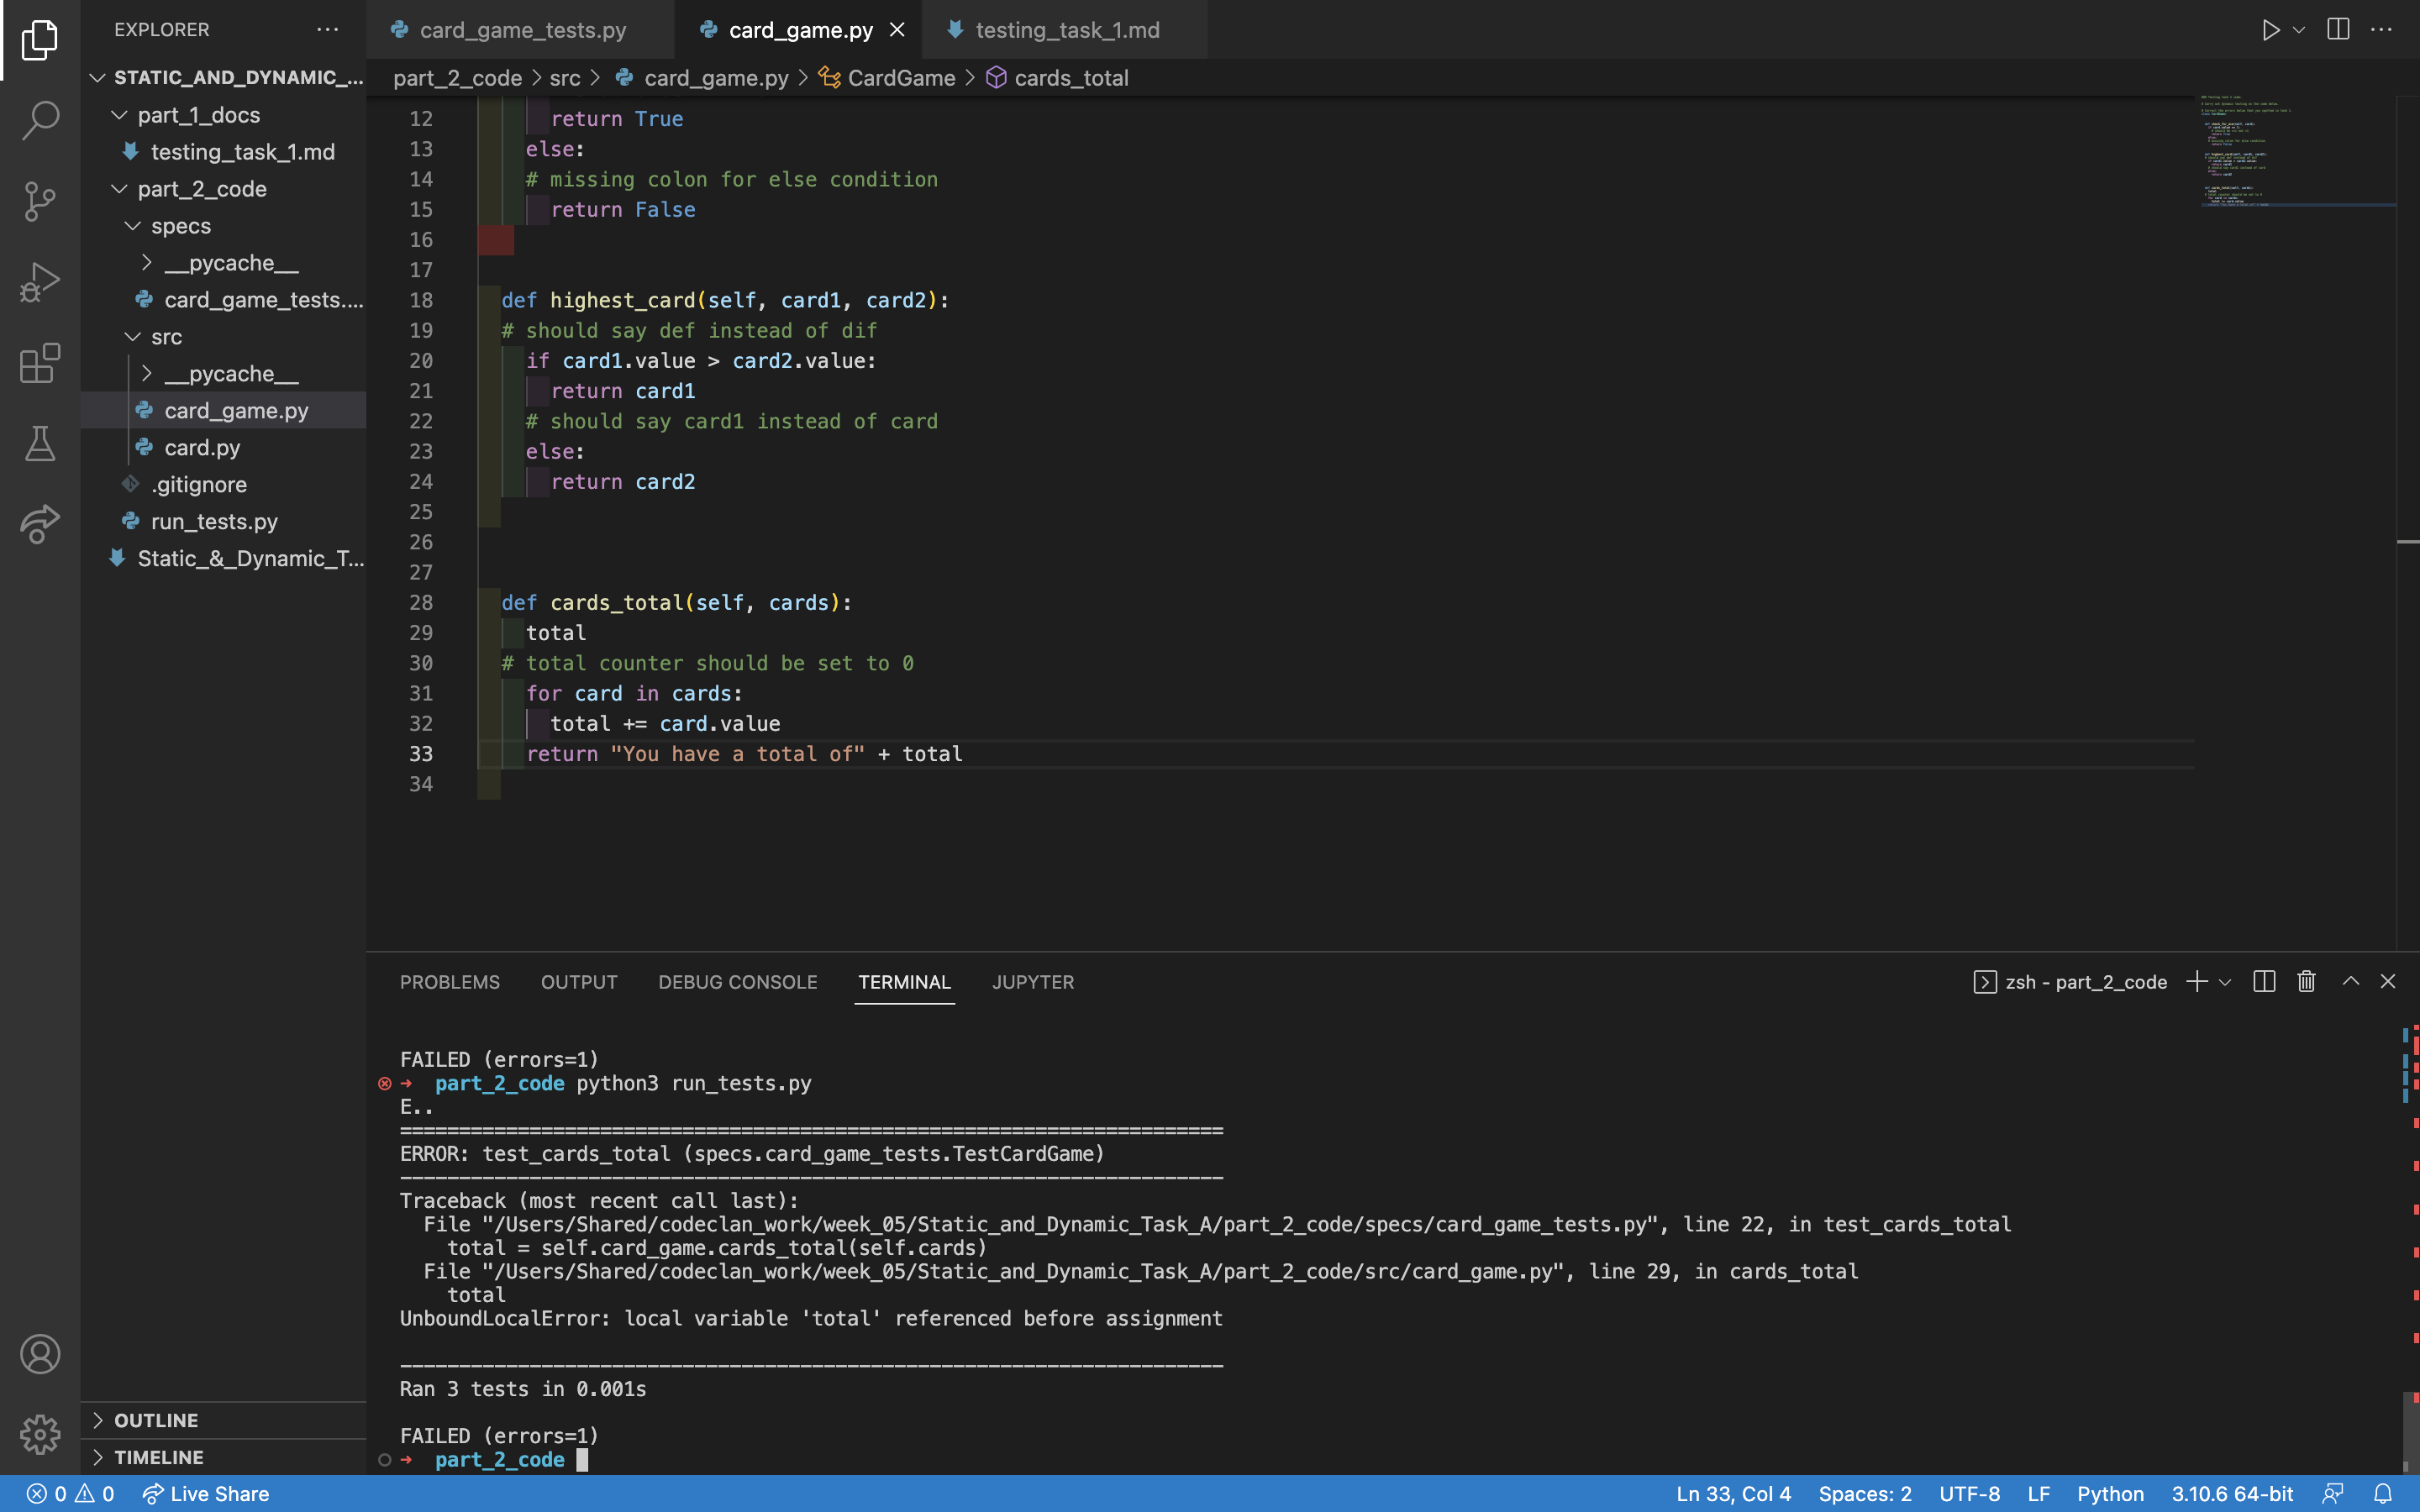 EXPLORER
card_game_tests.py
card_game.py
testing_task_1.md
STATIC_AND_DYNAMIC_...
part_1_docs
testing_task_1.md
part_2_code
specs
__pycache__
card_game_tests....
src
__pycache__
card_game.py
card.py
.gitignore
run_tests.py
Static_&_Dynamic_T...
OUTLINE
TIMELINE
part_2_code > src > card_game.py > CardGame > cards_total
12 return True
13 else:
14 # missing colon for else condition
15 return False
16
17
18 def highest_card(self, card1, card2):
19 # should say def instead of dif
20 if card1.value > card2.value:
21 return card1
22 # should say card1 instead of card
23 else:
24 return card2
25
26
27
28 def cards_total(self, cards):
29 total
30 # total counter should be set to 0
31 for card in cards:
32 total += card.value
33 return "You have a total of" + total
34
PROBLEMS OUTPUT DEBUG CONSOLE TERMINAL JUPYTER
zsh - part_2_code
FAILED (errors=1)
➜ part_2_code python3 run_tests.py
E..
======================================================================
ERROR: test_cards_total (specs.card_game_tests.TestCardGame)
----------------------------------------------------------------------
Traceback (most recent call last):
File "/Users/Shared/codeclan_work/week_05/Static_and_Dynamic_Task_A/part_2_code/specs/card_game_tests.py", line 22, in test_cards_total
total = self.card_game.cards_total(self.cards)
File "/Users/Shared/codeclan_work/week_05/Static_and_Dynamic_Task_A/part_2_code/src/card_game.py", line 29, in cards_total
total
UnboundLocalError: local variable 'total' referenced before assignment
----------------------------------------------------------------------
Ran 3 tests in 0.001s
FAILED (errors=1)
➜ part_2_code
0 0 Live Share
Ln 33, Col 4 Spaces: 2 UTF-8 LF Python 3.10.6 64-bit